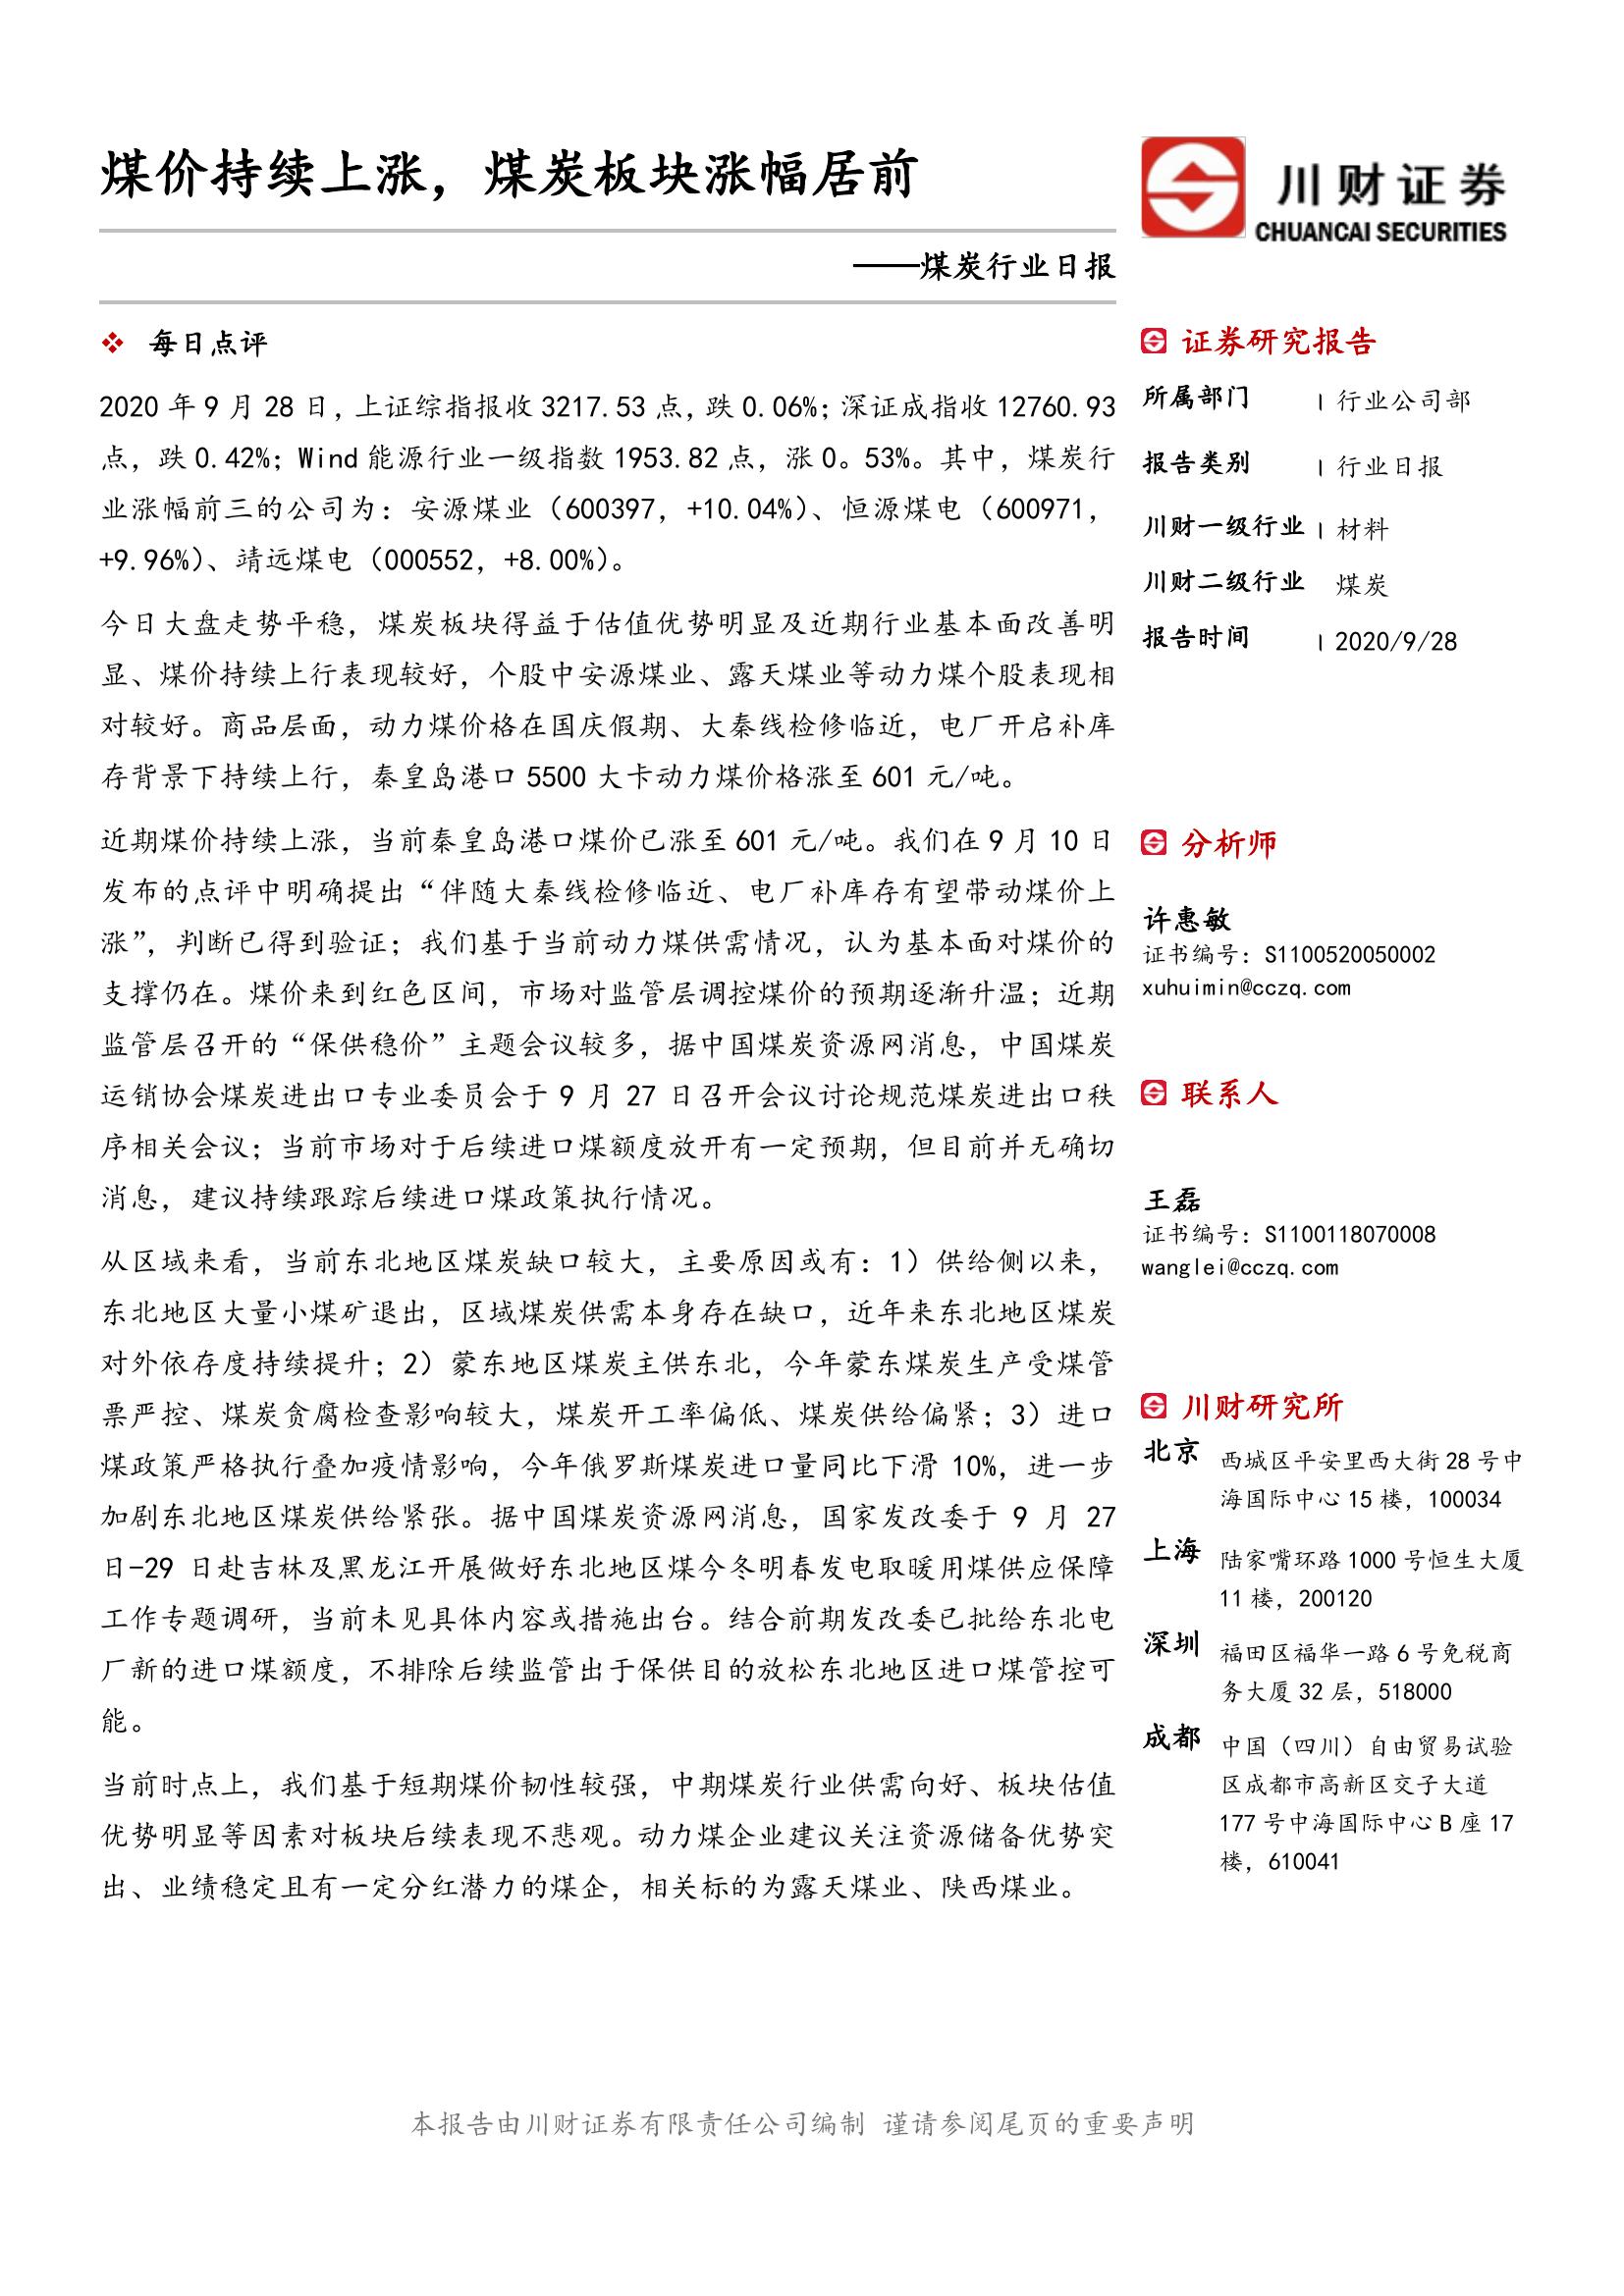 煤价持续上涨，煤炭板块涨幅居前
——煤炭行业日报
每日点评
2020 年 9 月 28 日，上证综指报收 3217.53 点，跌 0.06%；深证成指收 12760.93
点，跌 0.42%；Wind 能源行业一级指数 1953.82 点，涨 0。53%。其中，煤炭行
业涨幅前三的公司为：安源煤业（600397，+10.04%）、恒源煤电（600971，
+9.96%）、靖远煤电（000552，+8.00%）。
今日大盘走势平稳，煤炭板块得益于估值优势明显及近期行业基本面改善明
显、煤价持续上行表现较好，个股中安源煤业、露天煤业等动力煤个股表现相
对较好。商品层面，动力煤价格在国庆假期、大秦线检修临近，电厂开启补库
存背景下持续上行，秦皇岛港口 5500 大卡动力煤价格涨至 601 元/吨。
近期煤价持续上涨，当前秦皇岛港口煤价已涨至 601 元/吨。我们在 9 月 10 日
发布的点评中明确提出“伴随大秦线检修临近、电厂补库存有望带动煤价上
涨”，判断已得到验证；我们基于当前动力煤供需情况，认为基本面对煤价的
支撑仍在。煤价来到红色区间，市场对监管层调控煤价的预期逐渐升温；近期
监管层召开的“保供稳价”主题会议较多，据中国煤炭资源网消息，中国煤炭
运销协会煤炭进出口专业委员会于 9 月 27 日召开会议讨论规范煤炭进出口秩
序相关会议；当前市场对于后续进口煤额度放开有一定预期，但目前并无确切
消息，建议持续跟踪后续进口煤政策执行情况。
从区域来看，当前东北地区煤炭缺口较大，主要原因或有：1）供给侧以来，
东北地区大量小煤矿退出，区域煤炭供需本身存在缺口，近年来东北地区煤炭
对外依存度持续提升；2）蒙东地区煤炭主供东北，今年蒙东煤炭生产受煤管
票严控、煤炭贪腐检查影响较大，煤炭开工率偏低、煤炭供给偏紧；3）进口
煤政策严格执行叠加疫情影响，今年俄罗斯煤炭进口量同比下滑 10%，进一步
加剧东北地区煤炭供给紧张。据中国煤炭资源网消息，国家发改委于 9 月 27
日-29 日赴吉林及黑龙江开展做好东北地区煤今冬明春发电取暖用煤供应保障
工作专题调研，当前未见具体内容或措施出台。结合前期发改委已批给东北电
厂新的进口煤额度，不排除后续监管出于保供目的放松东北地区进口煤管控可
能。
当前时点上，我们基于短期煤价韧性较强，中期煤炭行业供需向好、板块估值
优势明显等因素对板块后续表现不悲观。动力煤企业建议关注资源储备优势突
出、业绩稳定且有一定分红潜力的煤企，相关标的为露天煤业、陕西煤业。
川财证券
CHUANCAI SECURITIES
证券研究报告
所属部门 | 行业公司部
报告类别 | 行业日报
川财一级行业 | 材料
川财二级行业 煤炭
报告时间 | 2020/9/28
分析师
许惠敏
证书编号：S1100520050002
xuhuimin@cczq.com
联系人
王磊
证书编号：S1100118070008
wanglei@cczq.com
川财研究所
北京 西城区平安里西大街 28 号中
海国际中心 15 楼，100034
上海 陆家嘴环路 1000 号恒生大厦
11 楼，200120
深圳 福田区福华一路 6 号免税商
务大厦 32 层，518000
成都 中国（四川）自由贸易试验
区成都市高新区交子大道
177 号中海国际中心 B 座 17
楼，610041
本报告由川财证券有限责任公司编制 谨请参阅尾页的重要声明